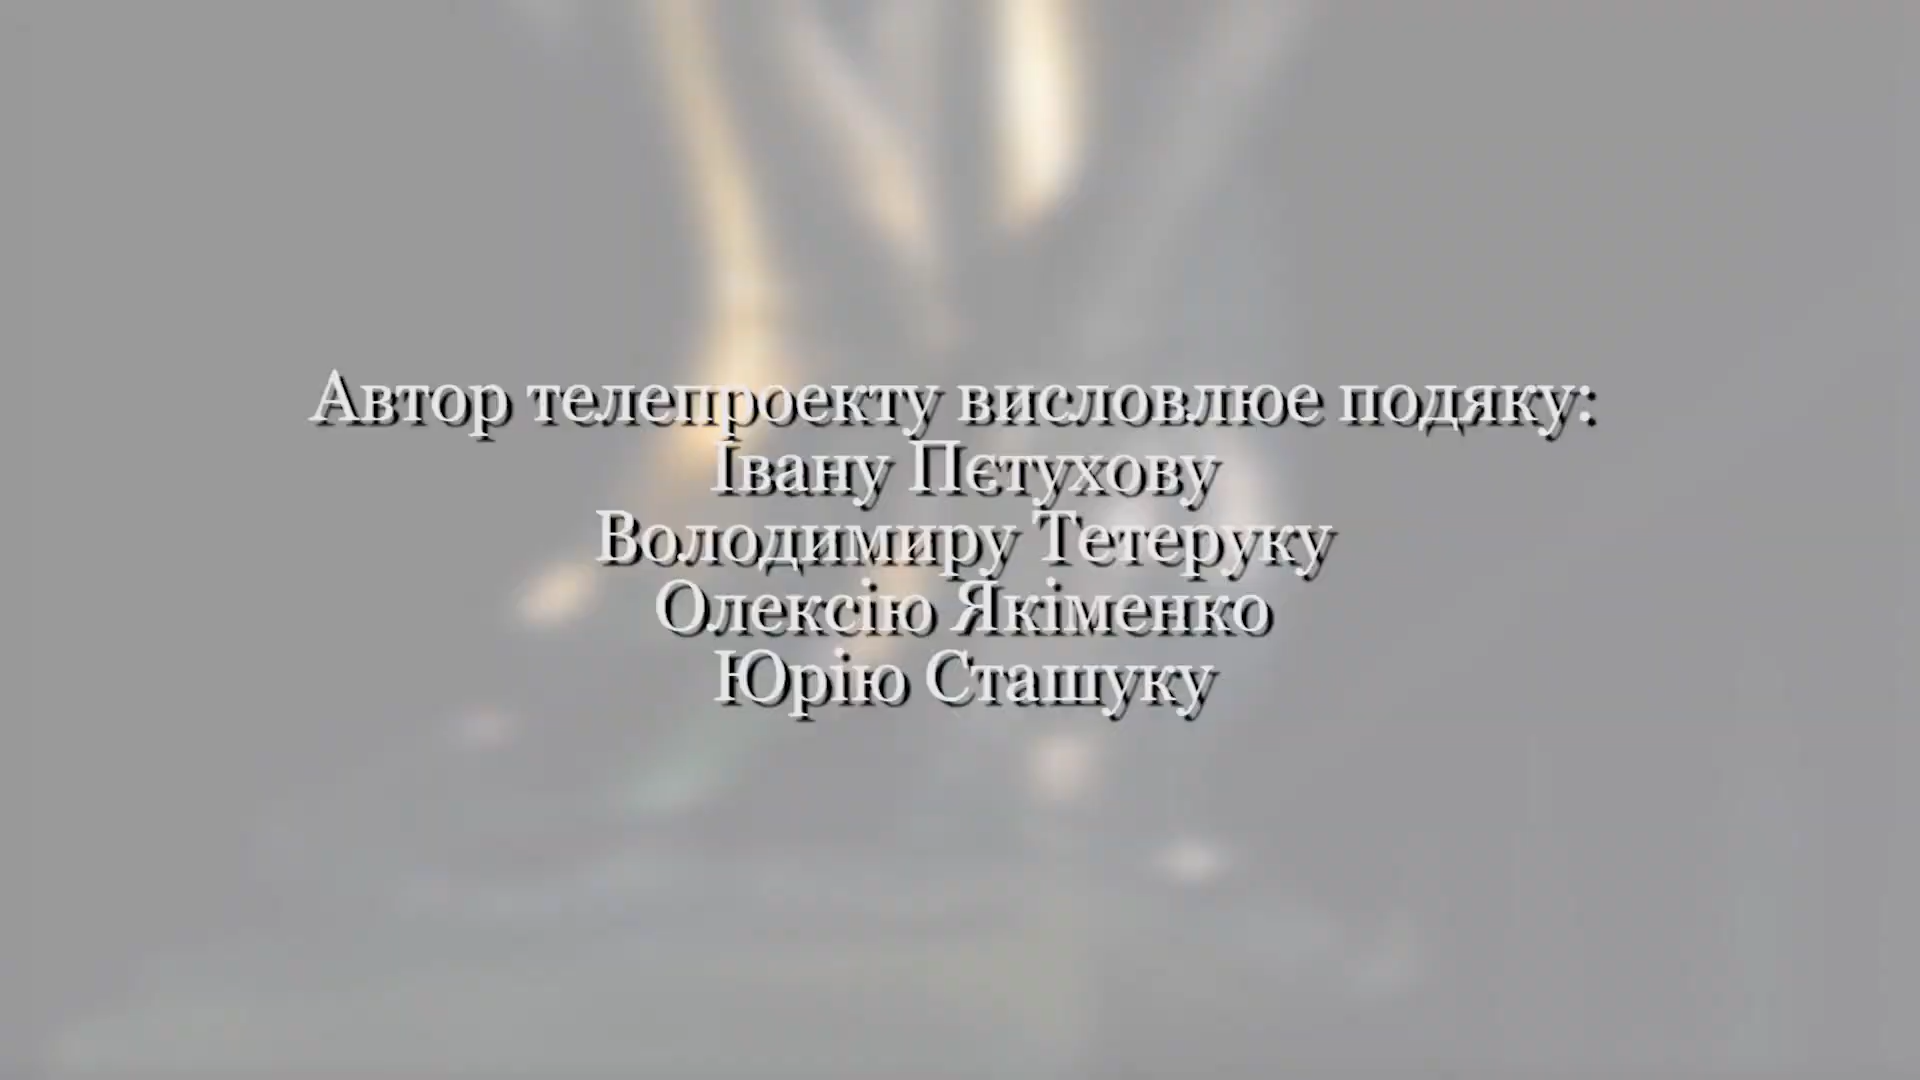 Автор телепроекту висловлює подяку:
Івану Пєтухову
Володимиру Тетеруку
Олексію Якіменко
Юрію Сташуку